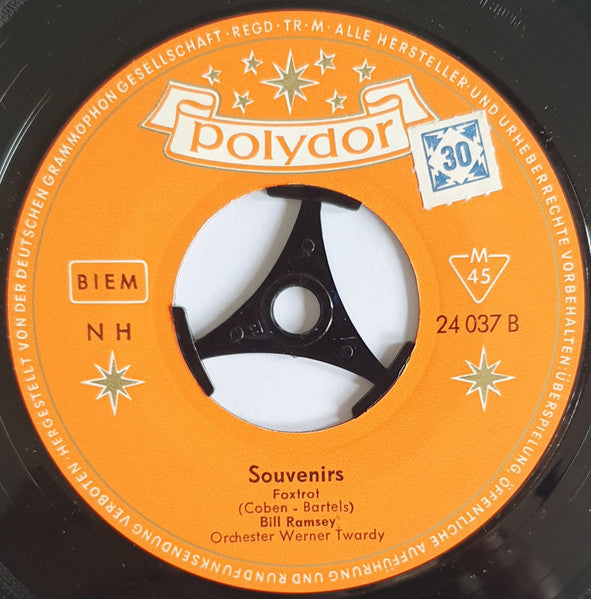 HERGESTELLT VON DER DEUTSCHEN GRAMMOPHON GESELLSCHAFT · REGD · TR · M · ALLE HERSTELLER- UND URHEBERRECHTE VORBEHALTEN: ÜBERSPIELUNG ÖFFENTLICHE AUFFÜHRUNG UND RUNDFUNKSENDUNG VERBOTEN ·
Polydor
30
BIEM
M
45
NH
24 037 B
Souvenirs
Foxtrot
(Coben - Bartels)
Bill Ramsey
Orchester Werner Twardy